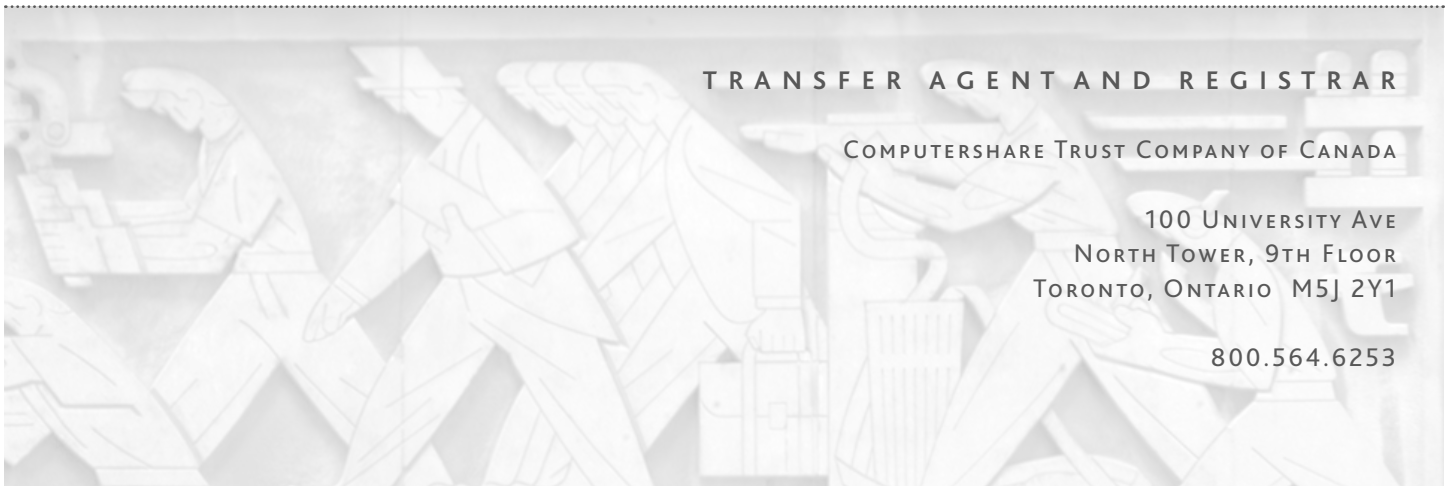 TRANSFER AGENT AND REGISTRAR
COMPUTERSHARE TRUST COMPANY OF CANADA
100 UNIVERSITY AVE
NORTH TOWER, 9TH FLOOR
TORONTO, ONTARIO M5J 2Y1
800.564.6253